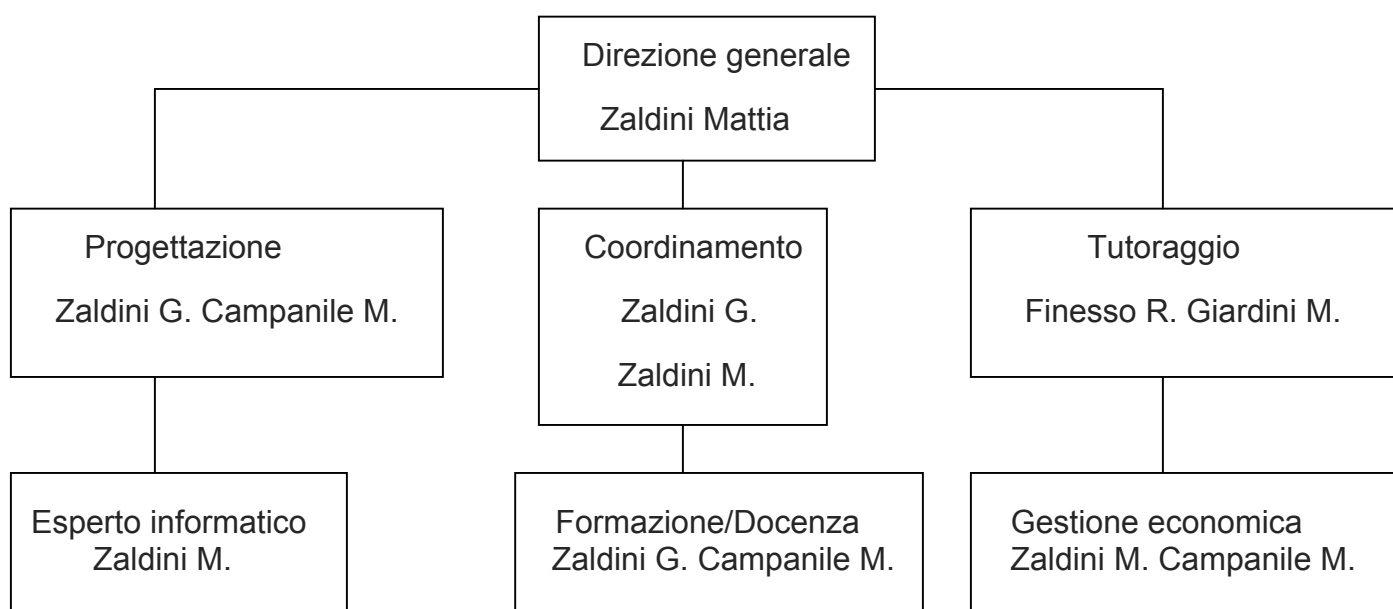 Direzione generale
Zaldini Mattia
Progettazione
Zaldini G. Campanile M.
Coordinamento
Zaldini G.
Zaldini M.
Tutoraggio
Finesso R. Giardini M.
Esperto informatico
Zaldini M.
Formazione/Docenza
Zaldini G. Campanile M.
Gestione economica
Zaldini M. Campanile M.